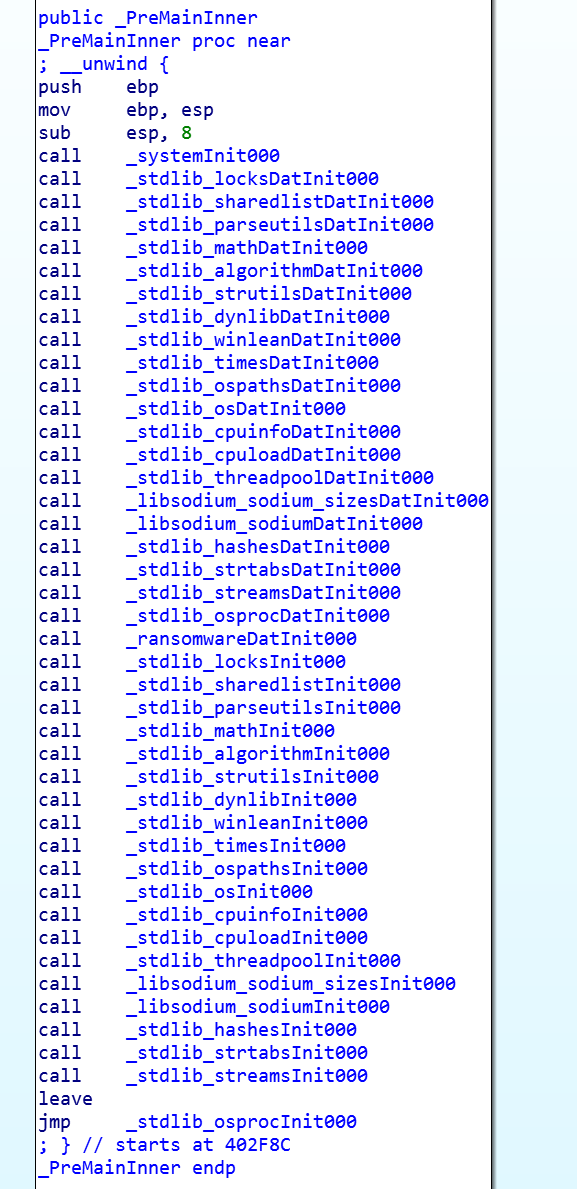 public _PreMainInner
_PreMainInner proc near
; __unwind {
push    ebp
mov     ebp, esp
sub     esp, 8
call    _systemInit000
call    _stdlib_locksDatInit000
call    _stdlib_sharedlistDatInit000
call    _stdlib_parseutilsDatInit000
call    _stdlib_mathDatInit000
call    _stdlib_algorithmDatInit000
call    _stdlib_strutilsDatInit000
call    _stdlib_dynlibDatInit000
call    _stdlib_winleanDatInit000
call    _stdlib_timesDatInit000
call    _stdlib_ospathsDatInit000
call    _stdlib_osDatInit000
call    _stdlib_cpuinfoDatInit000
call    _stdlib_cpuloadDatInit000
call    _stdlib_threadpoolDatInit000
call    _libsodium_sodium_sizesDatInit000
call    _libsodium_sodiumDatInit000
call    _stdlib_hashesDatInit000
call    _stdlib_strtabsDatInit000
call    _stdlib_streamsDatInit000
call    _stdlib_osprocDatInit000
call    _ransomwareDatInit000
call    _stdlib_locksInit000
call    _stdlib_sharedlistInit000
call    _stdlib_parseutilsInit000
call    _stdlib_mathInit000
call    _stdlib_algorithmInit000
call    _stdlib_strutilsInit000
call    _stdlib_dynlibInit000
call    _stdlib_winleanInit000
call    _stdlib_timesInit000
call    _stdlib_ospathsInit000
call    _stdlib_osInit000
call    _stdlib_cpuinfoInit000
call    _stdlib_cpuloadInit000
call    _stdlib_threadpoolInit000
call    _libsodium_sodium_sizesInit000
call    _libsodium_sodiumInit000
call    _stdlib_hashesInit000
call    _stdlib_strtabsInit000
call    _stdlib_streamsInit000
leave
jmp     _stdlib_osprocInit000
; } // starts at 402F8C
_PreMainInner endp